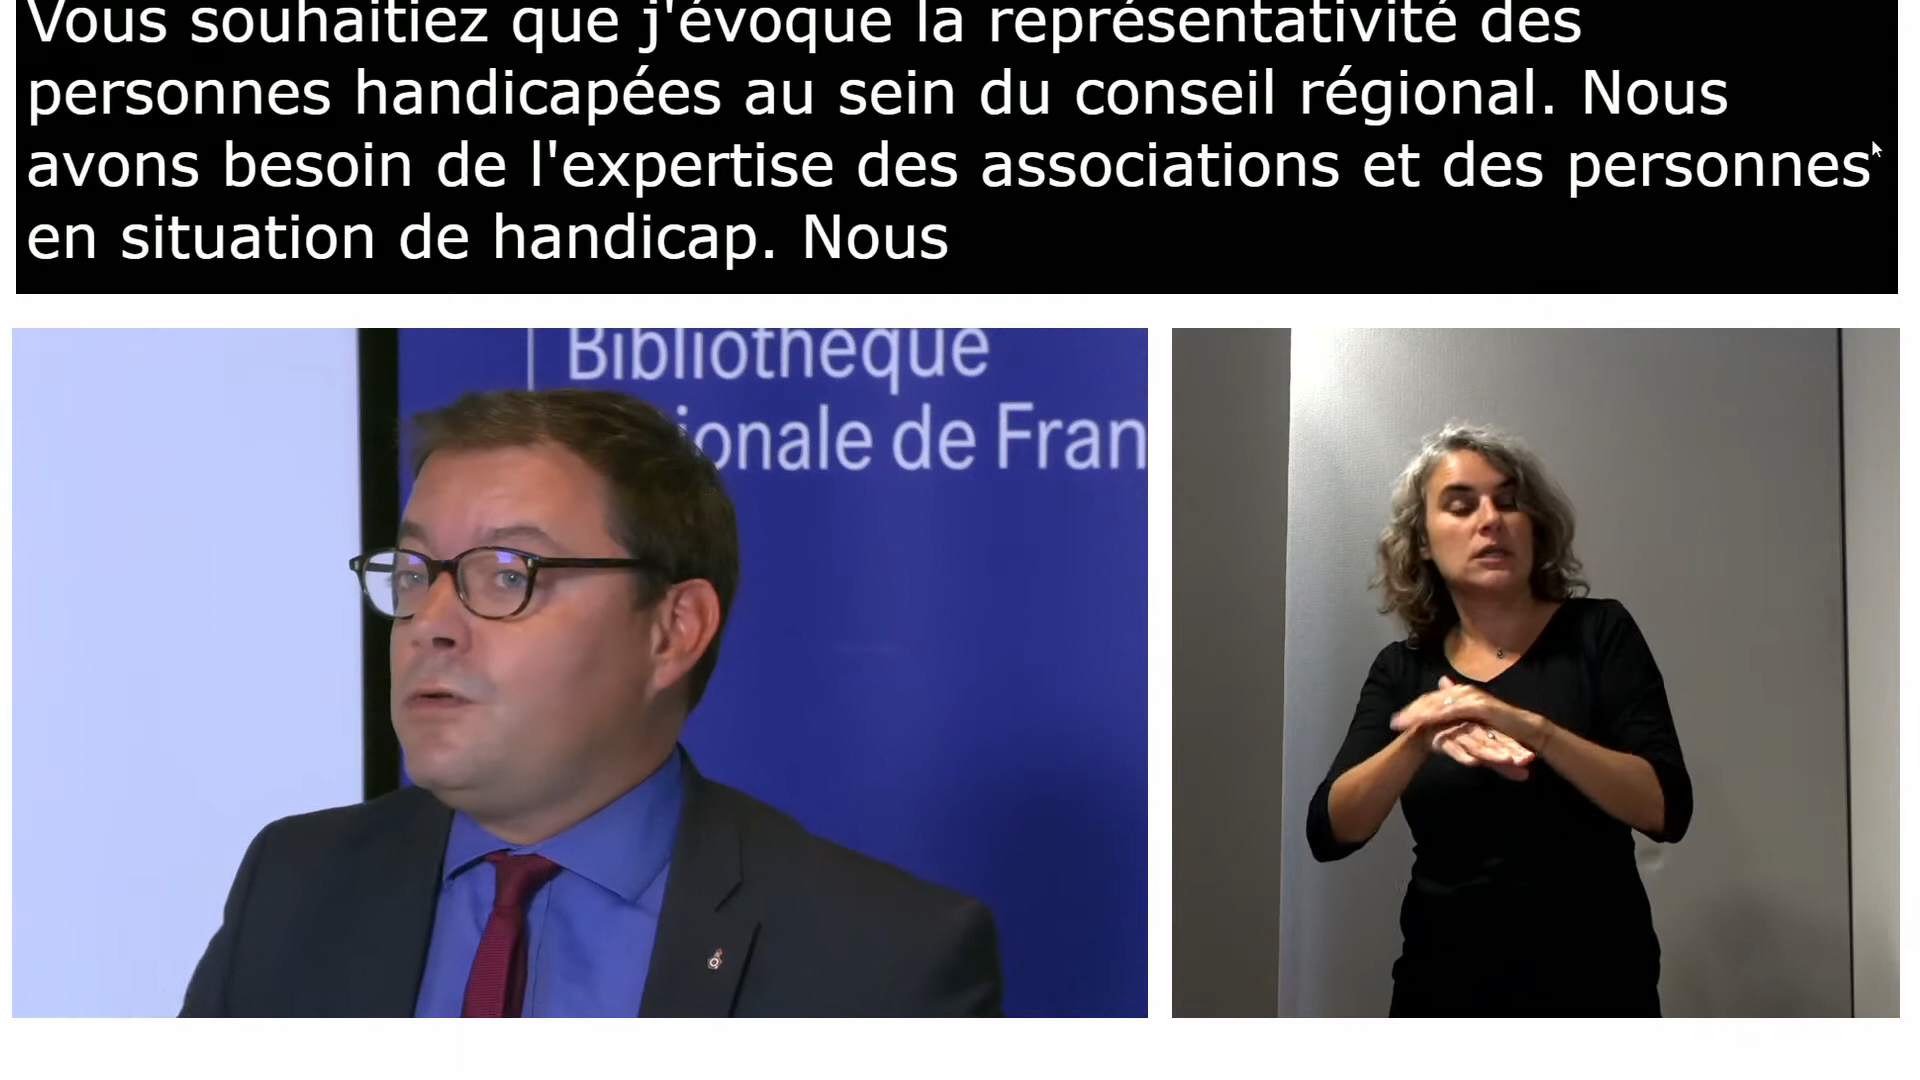 Vous souhaitiez que j'évoque la représentativité des
personnes handicapées au sein du conseil régional. Nous
avons besoin de l'expertise des associations et des personnes
en situation de handicap. Nous
Bibliothèque
ionale de Fran